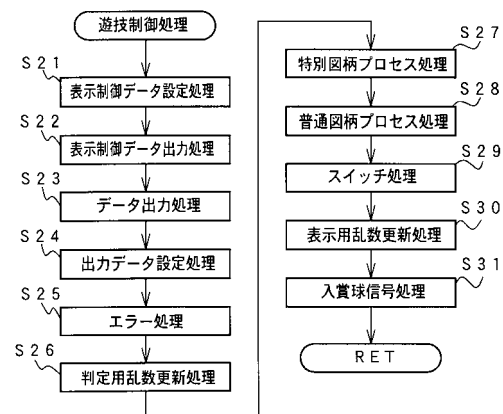 遊技制御処理
S21
表示制御データ設定処理
S22
表示制御データ出力処理
S23
データ出力処理
S24
出力データ設定処理
S25
エラー処理
S26
判定用乱数更新処理
S27
特別図柄プロセス処理
S28
普通図柄プロセス処理
S29
スイッチ処理
S30
表示用乱数更新処理
S31
入賞球信号処理
RET